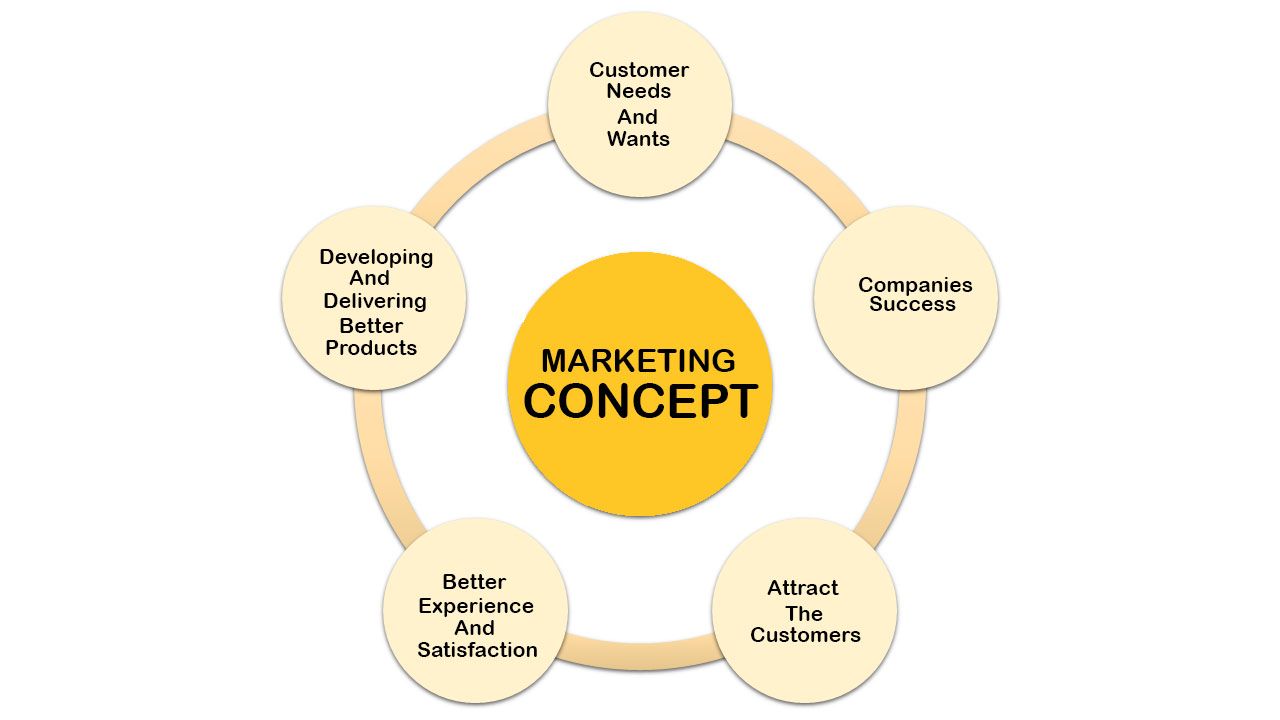 Customer
Needs
And
Wants
Companies
Success
Attract
The
Customers
Better
Experience
And
Satisfaction
Developing
And
Delivering
Better
Products
MARKETING
CONCEPT